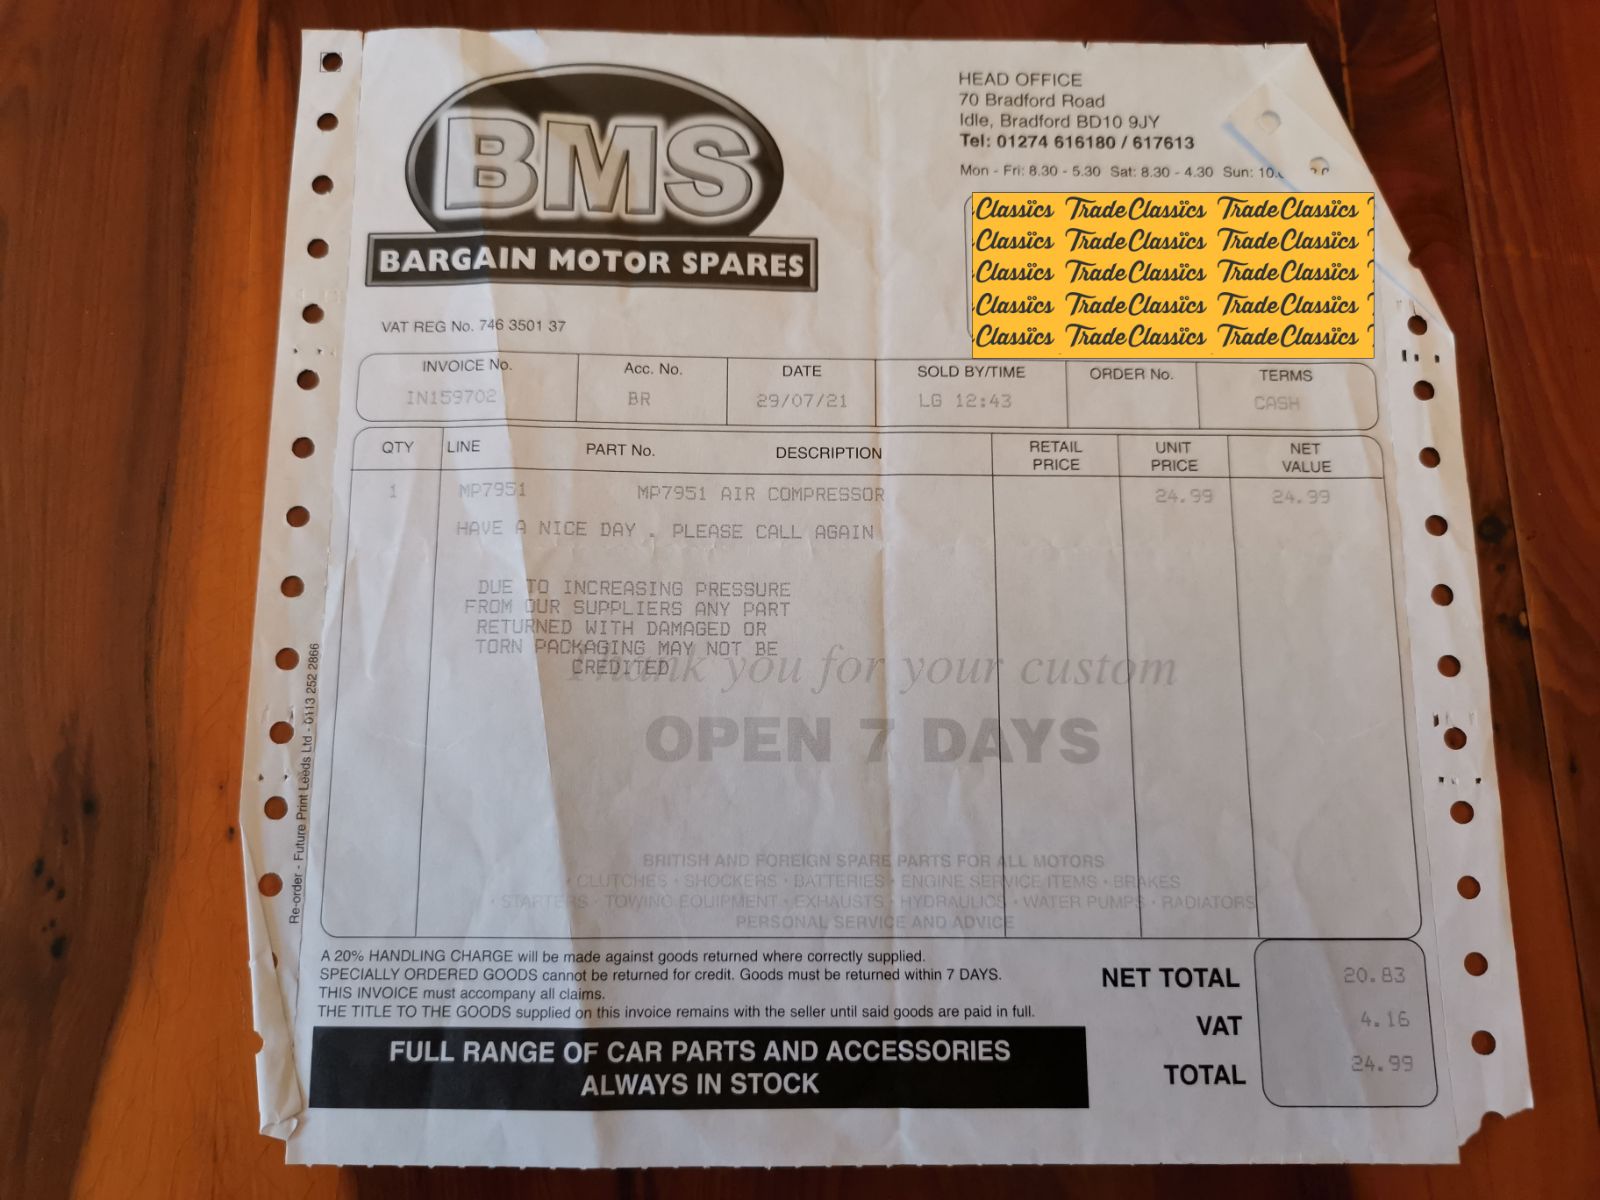 BMS
BARGAIN MOTOR SPARES
HEAD OFFICE
70 Bradford Road
Idle, Bradford BD10 9JY
Tel: 01274 616180 / 617613
Mon - Fri: 8.30 - 5.30 Sat: 8.30 - 4.30 Sun:
Classics Trade Classics Trade Classics
Classics Trade Classics Trade Classics
Classics Trade Classics Trade Classics
Classics Trade Classics Trade Classics
Classics Trade Classics Trade Classics
VAT REG No. 746 3501 37
INVOICE No. Acc. No. DATE SOLD BY/TIME ORDER No. TERMS
IN159702 BR 29/07/21 LG 12:43 CASH
QTY LINE PART No. DESCRIPTION RETAIL PRICE UNIT PRICE NET VALUE
1 MP7951 MP7951 AIR COMPRESSOR 24.99 24.99
HAVE A NICE DAY . PLEASE CALL AGAIN
DUE TO INCREASING PRESSURE
FROM OUR SUPPLIERS ANY PART
RETURNED WITH DAMAGED OR
TORN PACKAGING MAY NOT BE
CREDITED
Thank you for your custom
OPEN 7 DAYS
BRITISH AND FOREIGN SPARE PARTS FOR ALL MOTORS
• CLUTCHES • SHOCKERS • BATTERIES • ENGINE SERVICE ITEMS • BRAKES
• STARTERS • TOWING EQUIPMENT • EXHAUSTS • HYDRAULICS • WATER PUMPS • RADIATORS
PERSONAL SERVICE AND ADVICE
Re-order - Future Print Leeds Ltd - 0113 252 2866
A 20% HANDLING CHARGE will be made against goods returned where correctly supplied.
SPECIALLY ORDERED GOODS cannot be returned for credit. Goods must be returned within 7 DAYS.
THIS INVOICE must accompany all claims.
THE TITLE TO THE GOODS supplied on this invoice remains with the seller until said goods are paid in full.
FULL RANGE OF CAR PARTS AND ACCESSORIES
ALWAYS IN STOCK
NET TOTAL 20.83
VAT 4.16
TOTAL 24.99